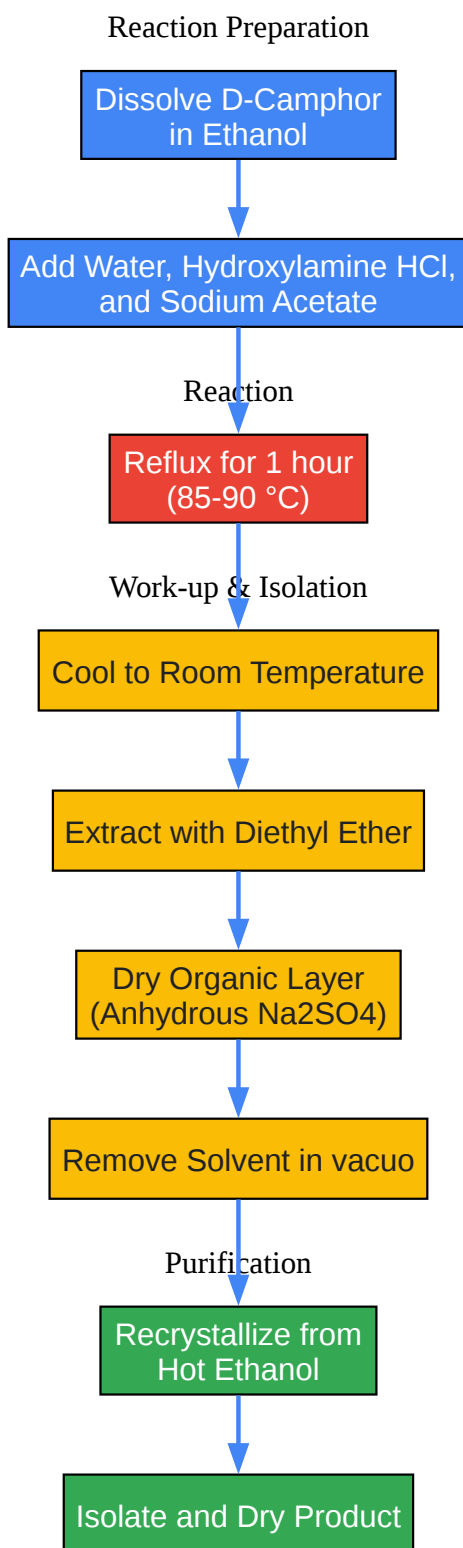 Reaction Preparation
Dissolve D-Camphor
in Ethanol
Add Water, Hydroxylamine HCl,
and Sodium Acetate
Reaction
Reflux for 1 hour
(85-90 °C)
Work-up & Isolation
Cool to Room Temperature
Extract with Diethyl Ether
Dry Organic Layer
(Anhydrous Na2SO4)
Remove Solvent in vacuo
Purification
Recrystallize from
Hot Ethanol
Isolate and Dry Product